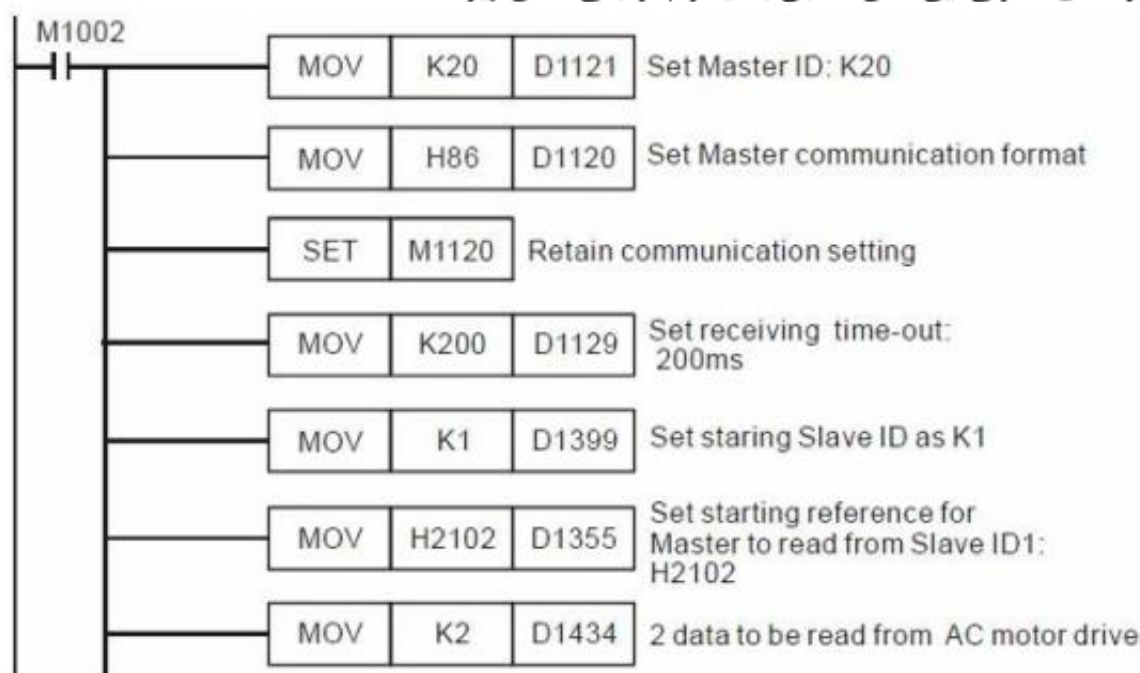 M1002
MOV K20 D1121 Set Master ID: K20
MOV H86 D1120 Set Master communication format
SET M1120 Retain communication setting
MOV K200 D1129 Set receiving time-out:
200ms
MOV K1 D1399 Set staring Slave ID as K1
MOV H2102 D1355 Set starting reference for
Master to read from Slave ID1:
H2102
MOV K2 D1434 2 data to be read from AC motor drive